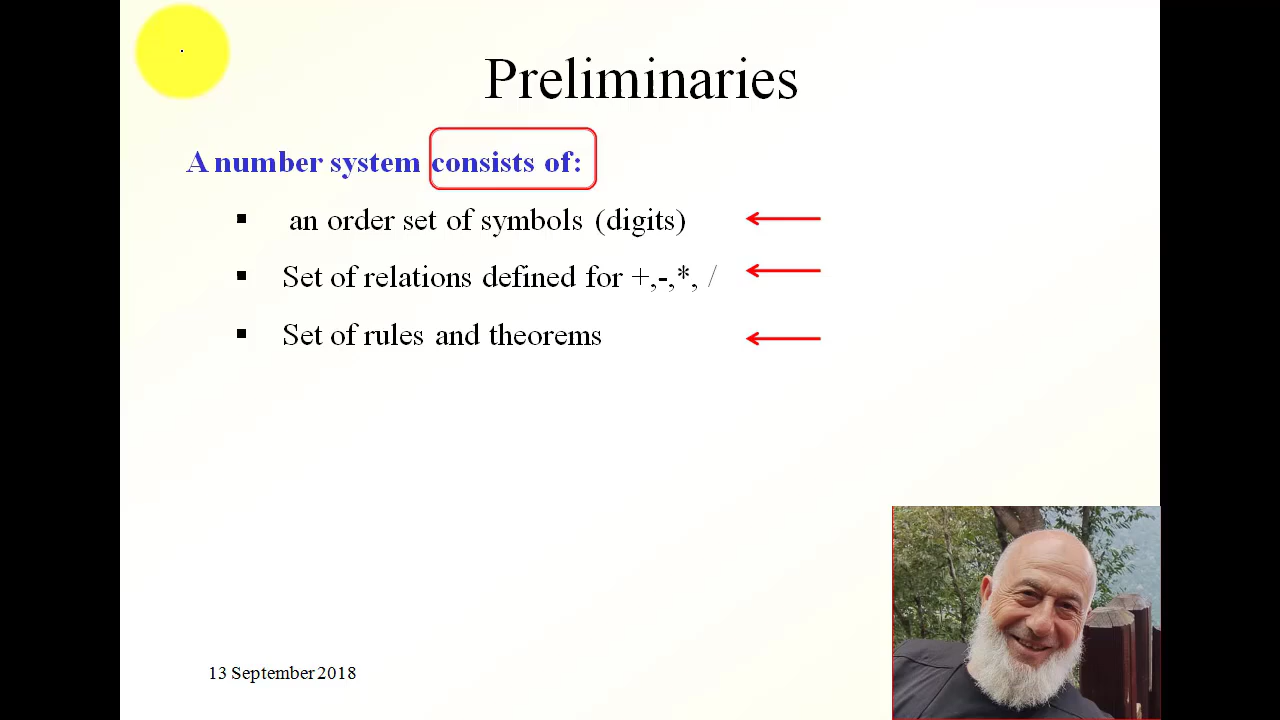 Preliminaries
A number system consists of:
▪ an order set of symbols (digits)
▪ Set of relations defined for +,-,*, /
▪ Set of rules and theorems
13 September 2018